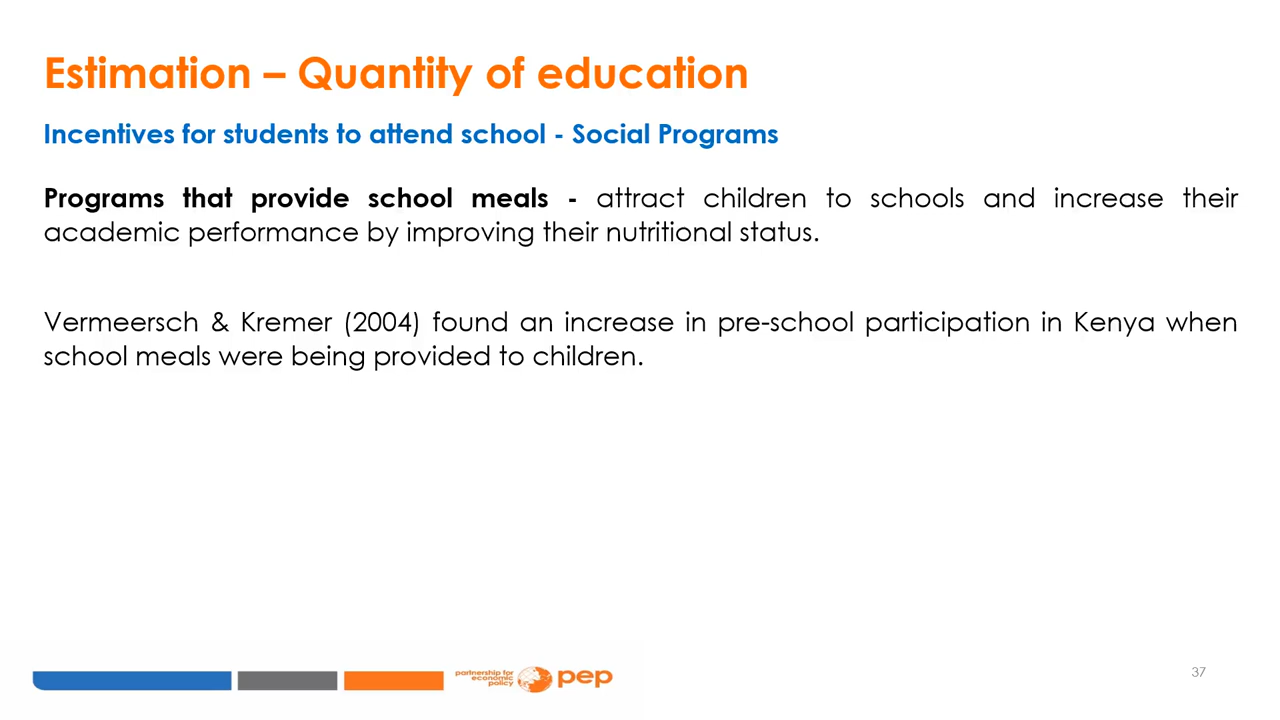 Estimation – Quantity of education
Incentives for students to attend school - Social Programs
Programs that provide school meals - attract children to schools and increase their
academic performance by improving their nutritional status.
Vermeersch & Kremer (2004) found an increase in pre-school participation in Kenya when
school meals were being provided to children.
partnership for
economic
policy
pep
37